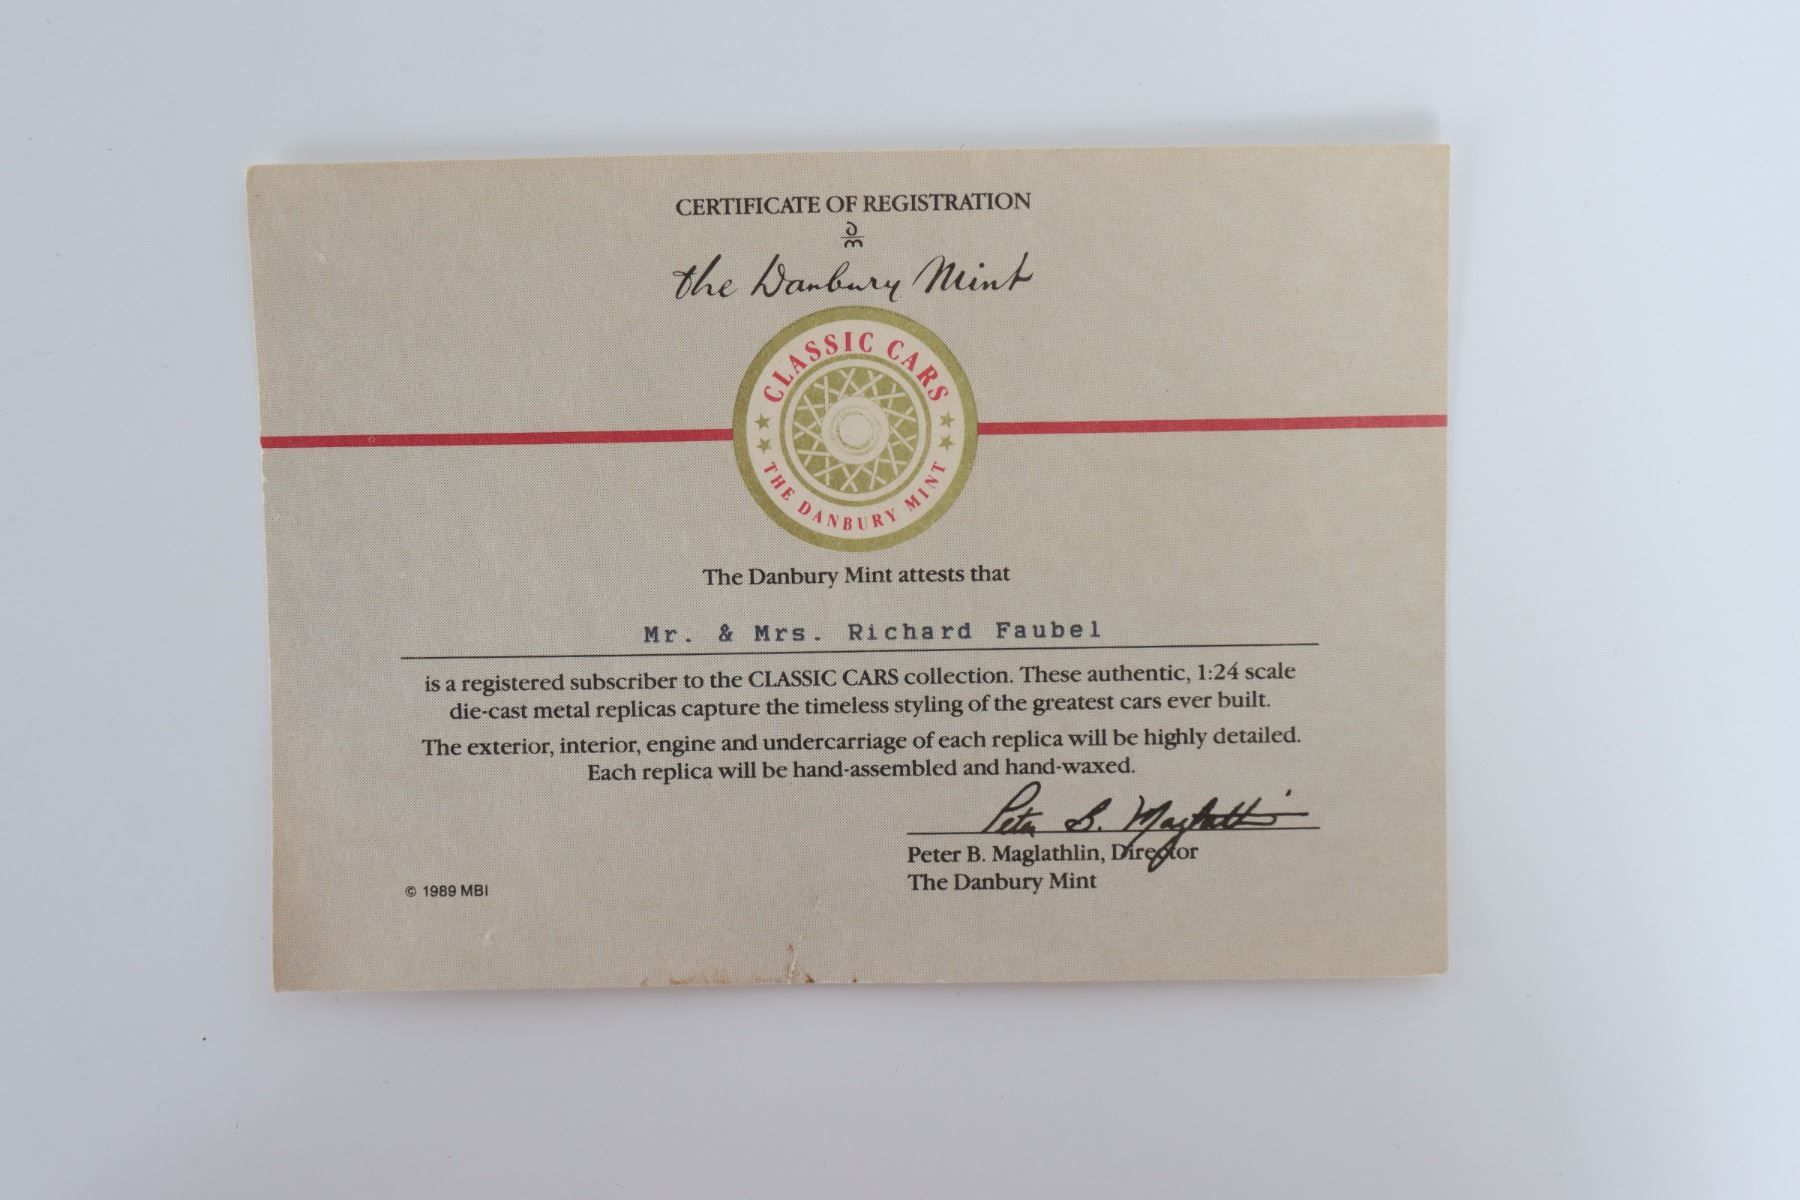 CERTIFICATE OF REGISTRATION
dm
the Danbury Mint
CLASSIC CARS
THE DANBURY MINT
The Danbury Mint attests that
Mr. & Mrs. Richard Faubel
is a registered subscriber to the CLASSIC CARS collection. These authentic, 1:24 scale
die-cast metal replicas capture the timeless styling of the greatest cars ever built.
The exterior, interior, engine and undercarriage of each replica will be highly detailed.
Each replica will be hand-assembled and hand-waxed.
Peter B. Maglathlin
Peter B. Maglathlin, Director
The Danbury Mint
© 1989 MBI